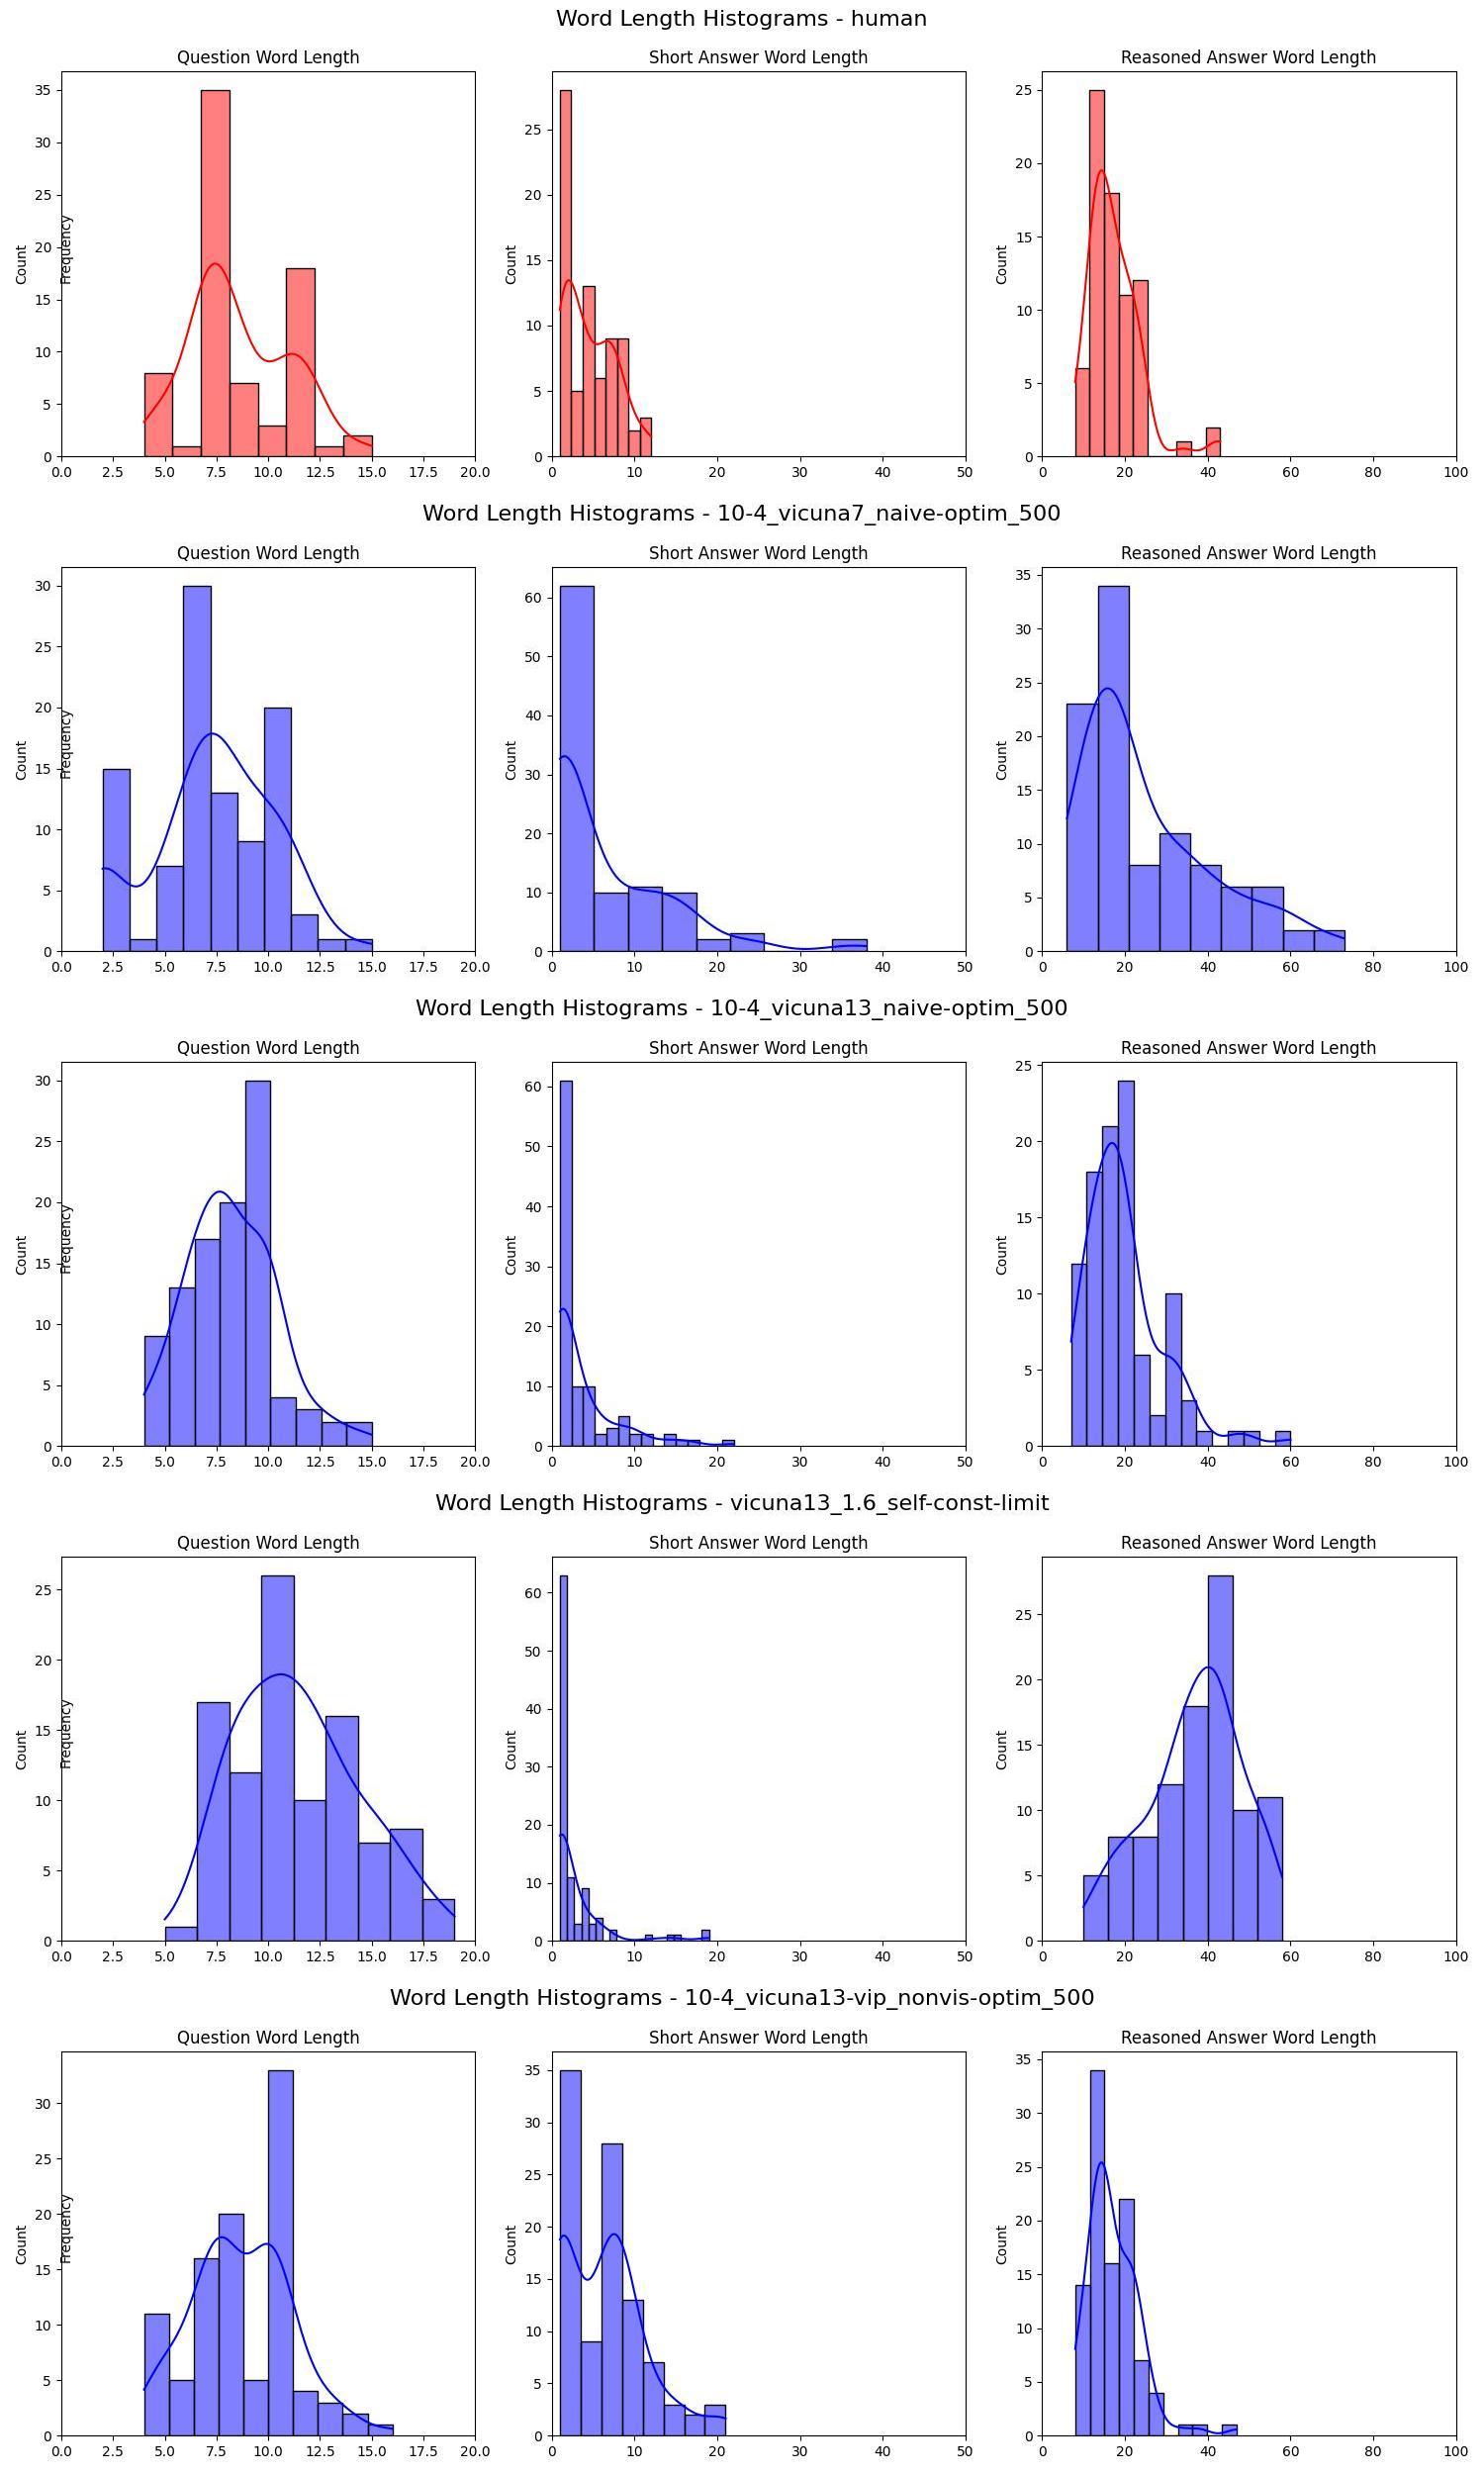 Word Length Histograms - human
Question Word Length
Short Answer Word Length
Reasoned Answer Word Length
Count
Frequency
35
30
25
20
15
10
5
0
0.0 2.5 5.0 7.5 10.0 12.5 15.0 17.5 20.0
Count
25
20
15
10
5
0
0 10 20 30 40 50
Count
25
20
15
10
5
0
0 20 40 60 80 100
Word Length Histograms - 10-4_vicuna7_naive-optim_500
Question Word Length
Short Answer Word Length
Reasoned Answer Word Length
Count
Frequency
30
25
20
15
10
5
0
0.0 2.5 5.0 7.5 10.0 12.5 15.0 17.5 20.0
Count
60
50
40
30
20
10
0
0 10 20 30 40 50
Count
35
30
25
20
15
10
5
0
0 20 40 60 80 100
Word Length Histograms - 10-4_vicuna13_naive-optim_500
Question Word Length
Short Answer Word Length
Reasoned Answer Word Length
Count
Frequency
30
25
20
15
10
5
0
0.0 2.5 5.0 7.5 10.0 12.5 15.0 17.5 20.0
Count
60
50
40
30
20
10
0
0 10 20 30 40 50
Count
25
20
15
10
5
0
0 20 40 60 80 100
Word Length Histograms - vicuna13_1.6_self-const-limit
Question Word Length
Short Answer Word Length
Reasoned Answer Word Length
Count
Frequency
25
20
15
10
5
0
0.0 2.5 5.0 7.5 10.0 12.5 15.0 17.5 20.0
Count
60
50
40
30
20
10
0
0 10 20 30 40 50
Count
25
20
15
10
5
0
0 20 40 60 80 100
Word Length Histograms - 10-4_vicuna13-vip_nonvis-optim_500
Question Word Length
Short Answer Word Length
Reasoned Answer Word Length
Count
Frequency
30
25
20
15
10
5
0
0.0 2.5 5.0 7.5 10.0 12.5 15.0 17.5 20.0
Count
35
30
25
20
15
10
5
0
0 10 20 30 40 50
Count
35
30
25
20
15
10
5
0
0 20 40 60 80 100